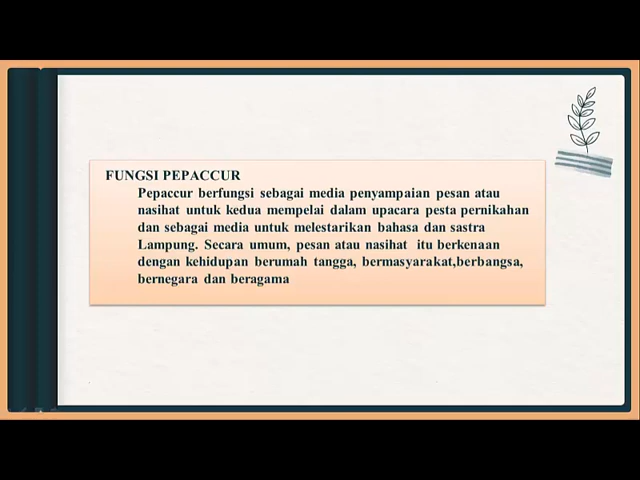 FUNGSI PEPACCUR
Pepaccur berfungsi sebagai media penyampaian pesan atau
nasihat untuk kedua mempelai dalam upacara pesta pernikahan
dan sebagai media untuk melestarikan bahasa dan sastra
Lampung. Secara umum, pesan atau nasihat itu berkenaan
dengan kehidupan berumah tangga, bermasyarakat,berbangsa,
bernegara dan beragama